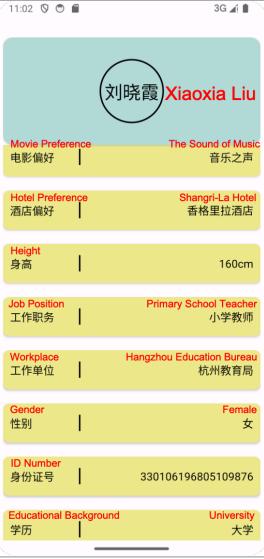 11:02 3G
刘晓霞 Xiaoxia Liu
Movie Preference The Sound of Music
电影偏好 音乐之声
Hotel Preference Shangri-La Hotel
酒店偏好 香格里拉酒店
Height
身高 160cm
Job Position Primary School Teacher
工作职务 小学教师
Workplace Hangzhou Education Bureau
工作单位 杭州教育局
Gender Female
性别 女
ID Number
身份证号 330106196805109876
Educational Background University
学历 大学